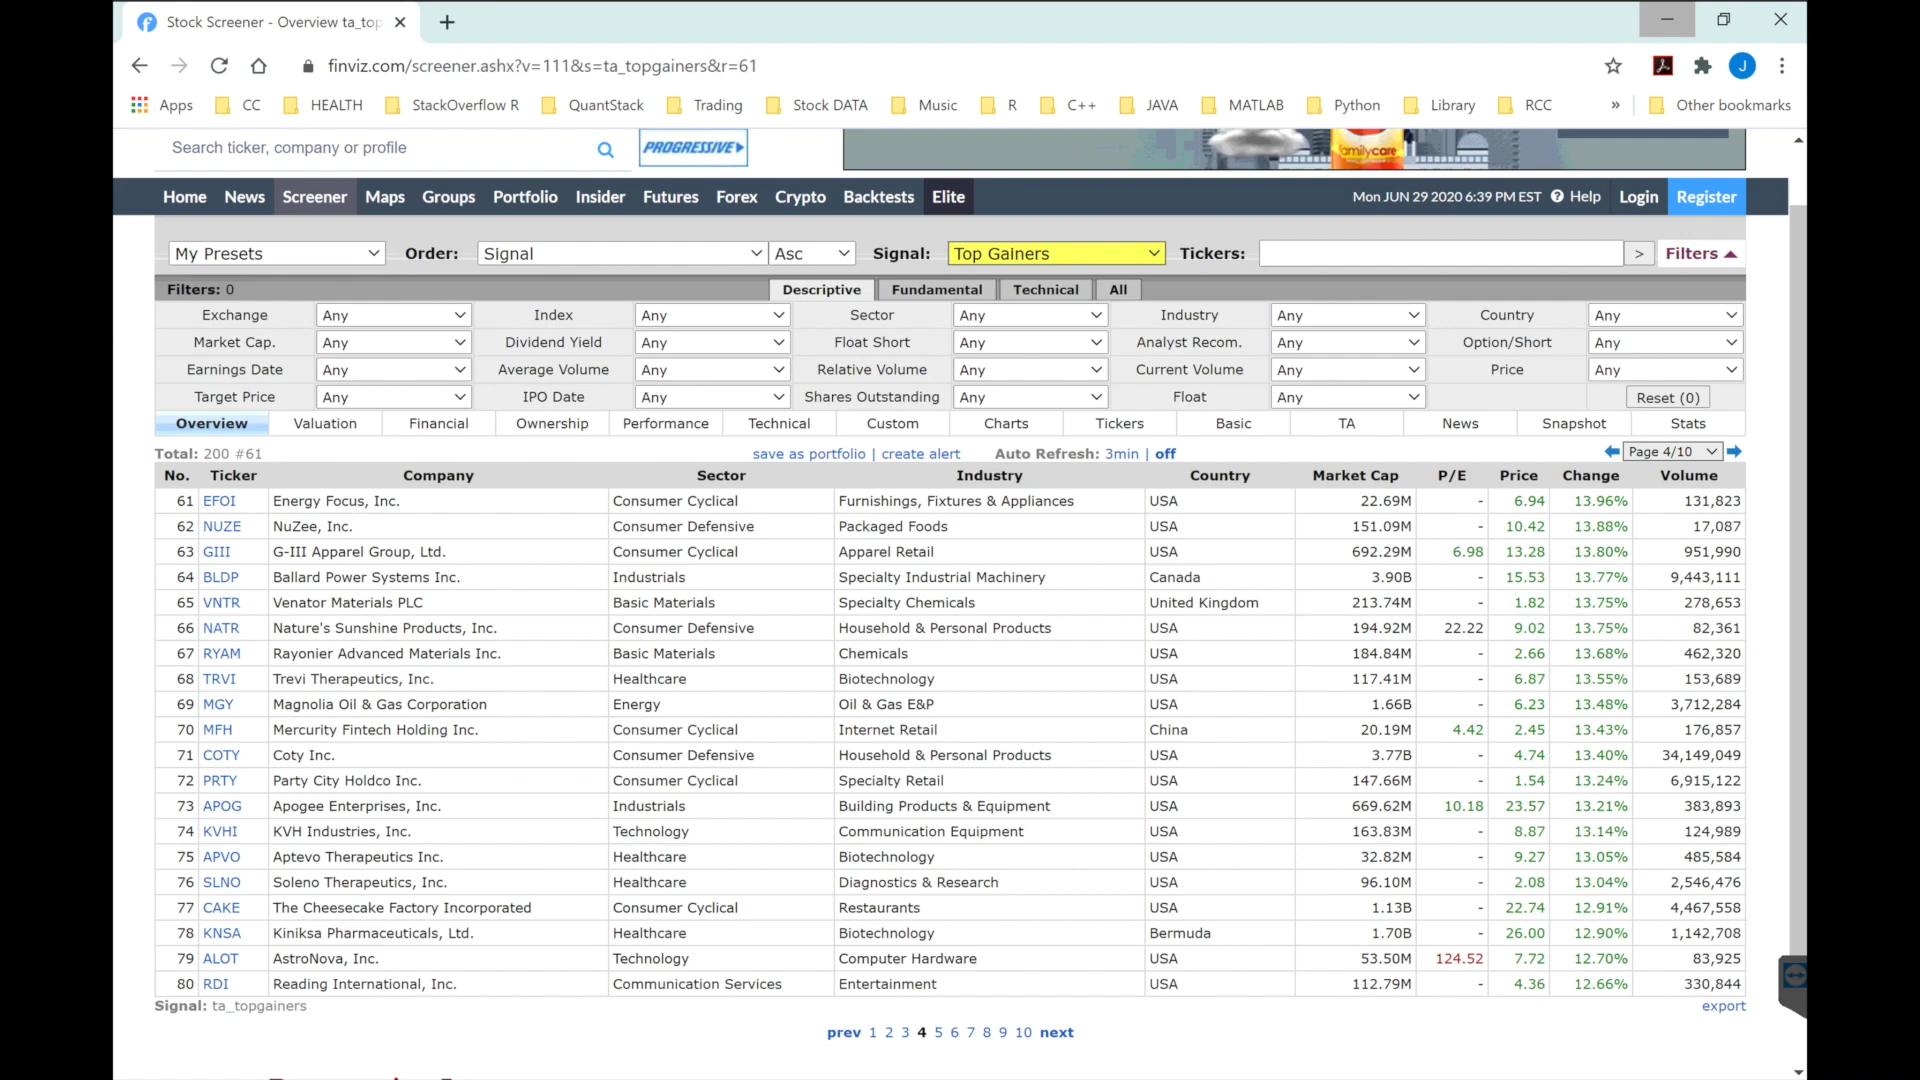 Stock Screener - Overview ta_top
finviz.com/screener.ashx?v=111&s=ta_topgainers&r=61
J
Apps CC HEALTH StackOverflow R QuantStack Trading Stock DATA Music R C++ JAVA MATLAB Python Library RCC » Other bookmarks
Search ticker, company or profile PROGRESSIVE familycare
Home News Screener Maps Groups Portfolio Insider Futures Forex Crypto Backtests Elite Mon JUN 29 2020 6:39 PM EST Help Login Register
My Presets Order: Signal Asc Signal: Top Gainers Tickers: > Filters
Filters: 0 Descriptive Fundamental Technical All
Exchange Any Index Any Sector Any Industry Any Country Any
Market Cap. Any Dividend Yield Any Float Short Any Analyst Recom. Any Option/Short Any
Earnings Date Any Average Volume Any Relative Volume Any Current Volume Any Price Any
Target Price Any IPO Date Any Shares Outstanding Any Float Any Reset (0)
Overview Valuation Financial Ownership Performance Technical Custom Charts Tickers Basic TA News Snapshot Stats
Total: 200 #61 save as portfolio | create alert Auto Refresh: 3min | off Page 4/10
No. Ticker Company Sector Industry Country Market Cap P/E Price Change Volume
61 EFOI Energy Focus, Inc. Consumer Cyclical Furnishings, Fixtures & Appliances USA 22.69M - 6.94 13.96% 131,823
62 NUZE NuZee, Inc. Consumer Defensive Packaged Foods USA 151.09M - 10.42 13.88% 17,087
63 GIII G-III Apparel Group, Ltd. Consumer Cyclical Apparel Retail USA 692.29M 6.98 13.28 13.80% 951,990
64 BLDP Ballard Power Systems Inc. Industrials Specialty Industrial Machinery Canada 3.90B - 15.53 13.77% 9,443,111
65 VNTR Venator Materials PLC Basic Materials Specialty Chemicals United Kingdom 213.74M - 1.82 13.75% 278,653
66 NATR Nature's Sunshine Products, Inc. Consumer Defensive Household & Personal Products USA 194.92M 22.22 9.02 13.75% 82,361
67 RYAM Rayonier Advanced Materials Inc. Basic Materials Chemicals USA 184.84M - 2.66 13.68% 462,320
68 TRVI Trevi Therapeutics, Inc. Healthcare Biotechnology USA 117.41M - 6.87 13.55% 153,689
69 MGY Magnolia Oil & Gas Corporation Energy Oil & Gas E&P USA 1.66B - 6.23 13.48% 3,712,284
70 MFH Mercurity Fintech Holding Inc. Consumer Cyclical Internet Retail China 20.19M 4.42 2.45 13.43% 176,857
71 COTY Coty Inc. Consumer Defensive Household & Personal Products USA 3.77B - 4.74 13.40% 34,149,049
72 PRTY Party City Holdco Inc. Consumer Cyclical Specialty Retail USA 147.66M - 1.54 13.24% 6,915,122
73 APOG Apogee Enterprises, Inc. Industrials Building Products & Equipment USA 669.62M 10.18 23.57 13.21% 383,893
74 KVHI KVH Industries, Inc. Technology Communication Equipment USA 163.83M - 8.87 13.14% 124,989
75 APVO Aptevo Therapeutics Inc. Healthcare Biotechnology USA 32.82M - 9.27 13.05% 485,584
76 SLNO Soleno Therapeutics, Inc. Healthcare Diagnostics & Research USA 96.10M - 2.08 13.04% 2,546,476
77 CAKE The Cheesecake Factory Incorporated Consumer Cyclical Restaurants USA 1.13B - 22.74 12.91% 4,467,558
78 KNSA Kiniksa Pharmaceuticals, Ltd. Healthcare Biotechnology Bermuda 1.70B - 26.00 12.90% 1,142,708
79 ALOT AstroNova, Inc. Technology Computer Hardware USA 53.50M 124.52 7.72 12.70% 83,925
80 RDI Reading International, Inc. Communication Services Entertainment USA 112.79M - 4.36 12.66% 330,844
Signal: ta_topgainers export
prev 1 2 3 4 5 6 7 8 9 10 next